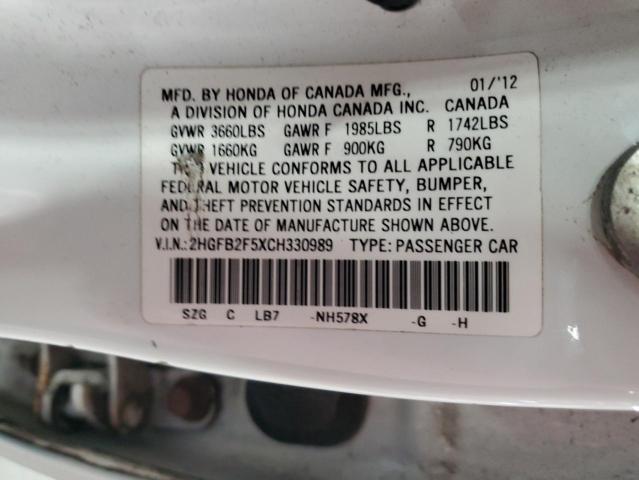 MFD. BY HONDA OF CANADA MFG., 01/'12
A DIVISION OF HONDA CANADA INC. CANADA
GVWR 3660LBS GAWR F 1985LBS R 1742LBS
GVWR 1660KG GAWR F 900KG R 790KG
VEHICLE CONFORMS TO ALL APPLICABLE
FEDERAL MOTOR VEHICLE SAFETY, BUMPER,
AND THEFT PREVENTION STANDARDS IN EFFECT
ON THE DATE OF MANUFACTURE SHOWN ABOVE.
V.I.N.:2HGFB2F5XCH330989 TYPE: PASSENGER CAR
SZG C LB7 -NH578X -G -H